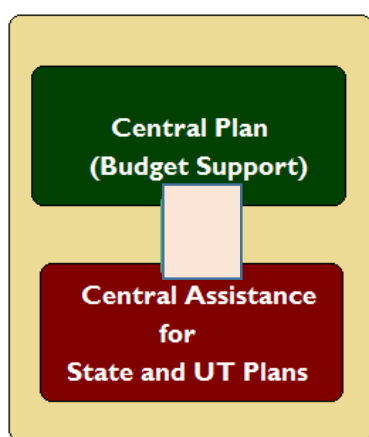 Central Plan
(Budget Support)
Central Assistance
for
State and UT Plans